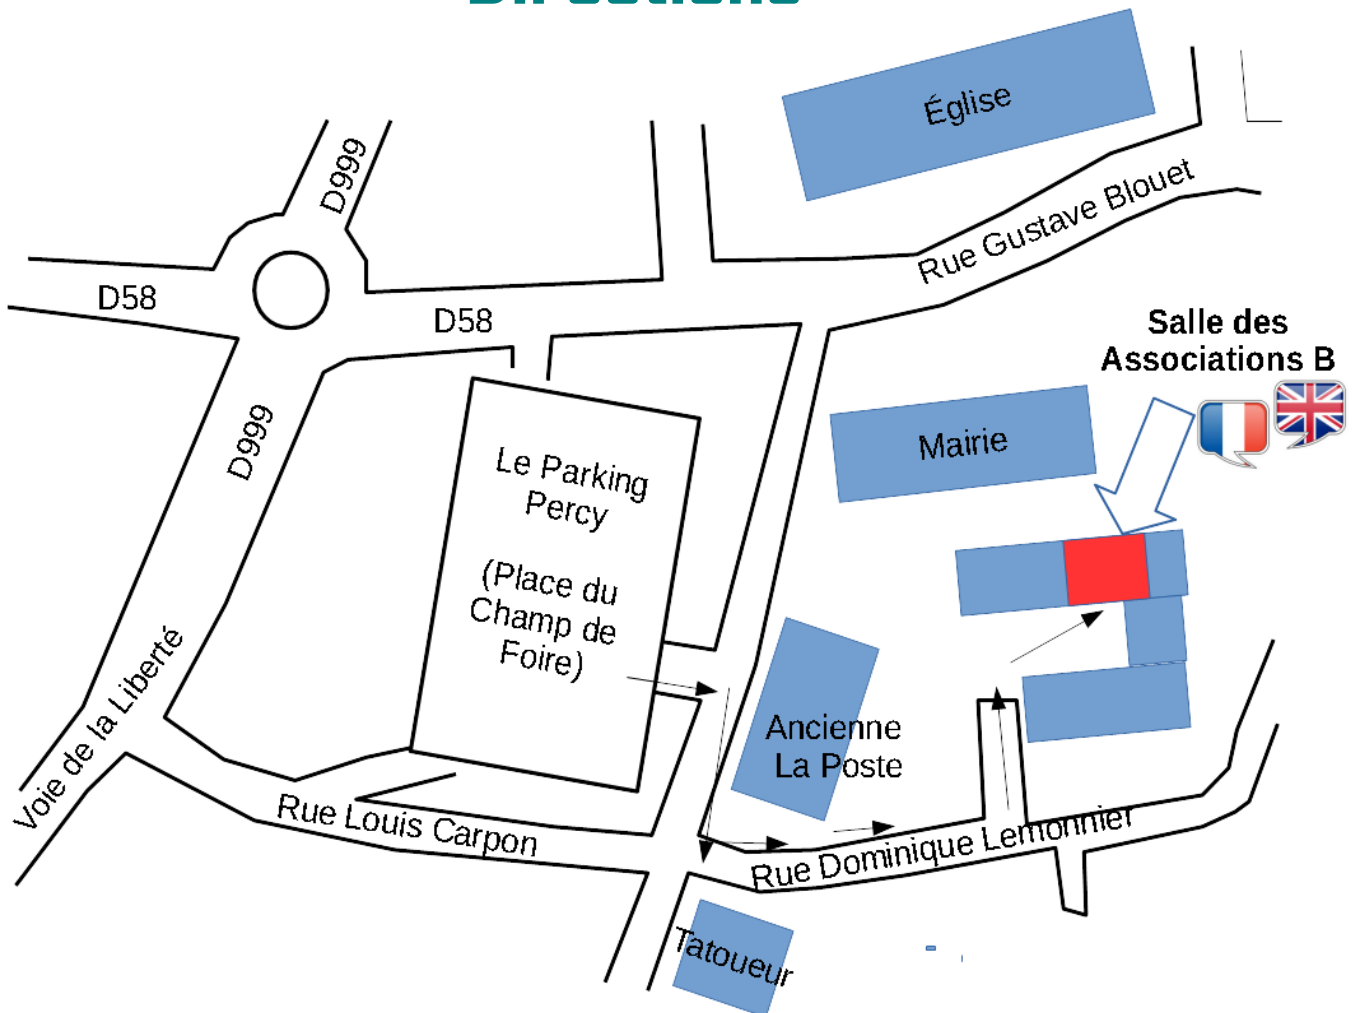 Directions
Église
D999
Rue Gustave Blouet
D58
D58
Salle des
Associations B
D999
Mairie
Le Parking
Percy
(Place du
Champ de
Foire)
Voie de la Liberté
Ancienne
La Poste
Rue Louis Carpon
Rue Dominique Lemonnier
Tatoueur